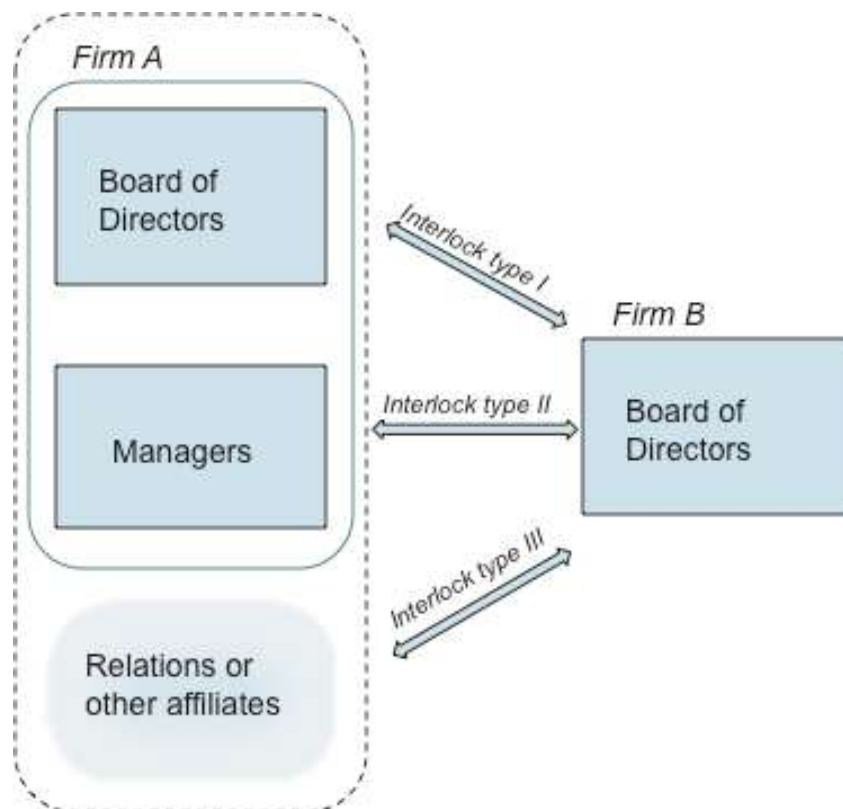 Firm A
Board of
Directors
Interlock type I
Firm B
Managers
Interlock type II
Board of
Directors
Interlock type III
Relations or
other affiliates